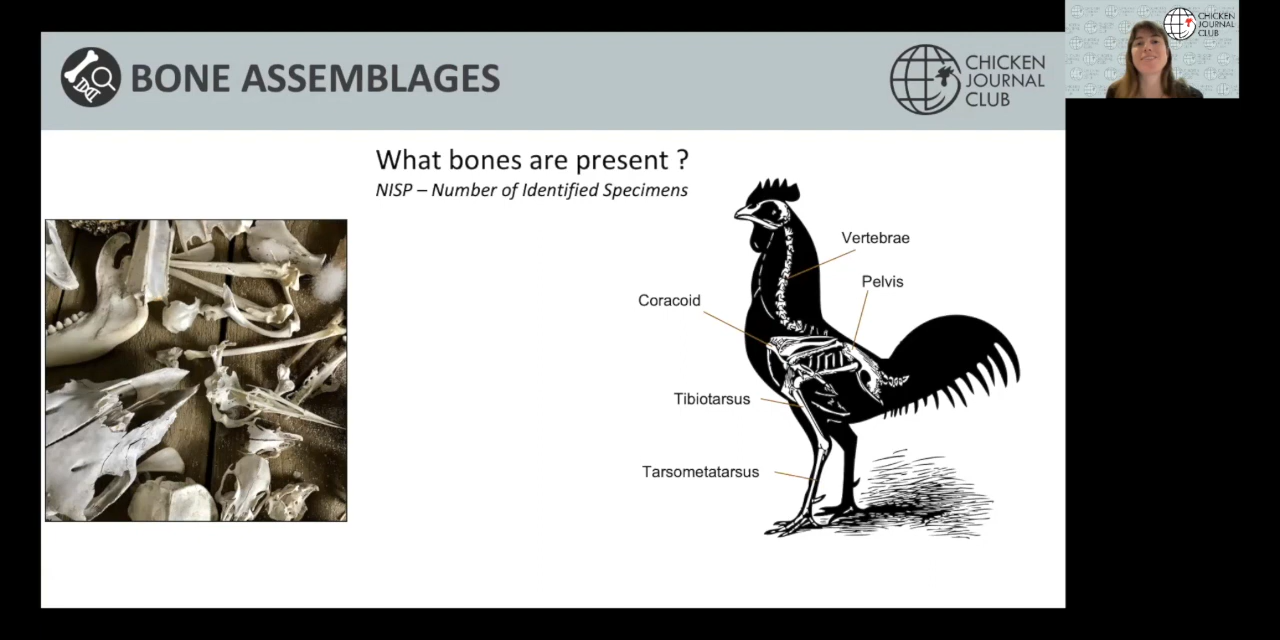 BONE ASSEMBLAGES
CHICKEN
JOURNAL
CLUB
CHICKEN
JOURNAL
CLUB
What bones are present ?
NISP – Number of Identified Specimens
Vertebrae
Pelvis
Coracoid
Tibiotarsus
Tarsometatarsus